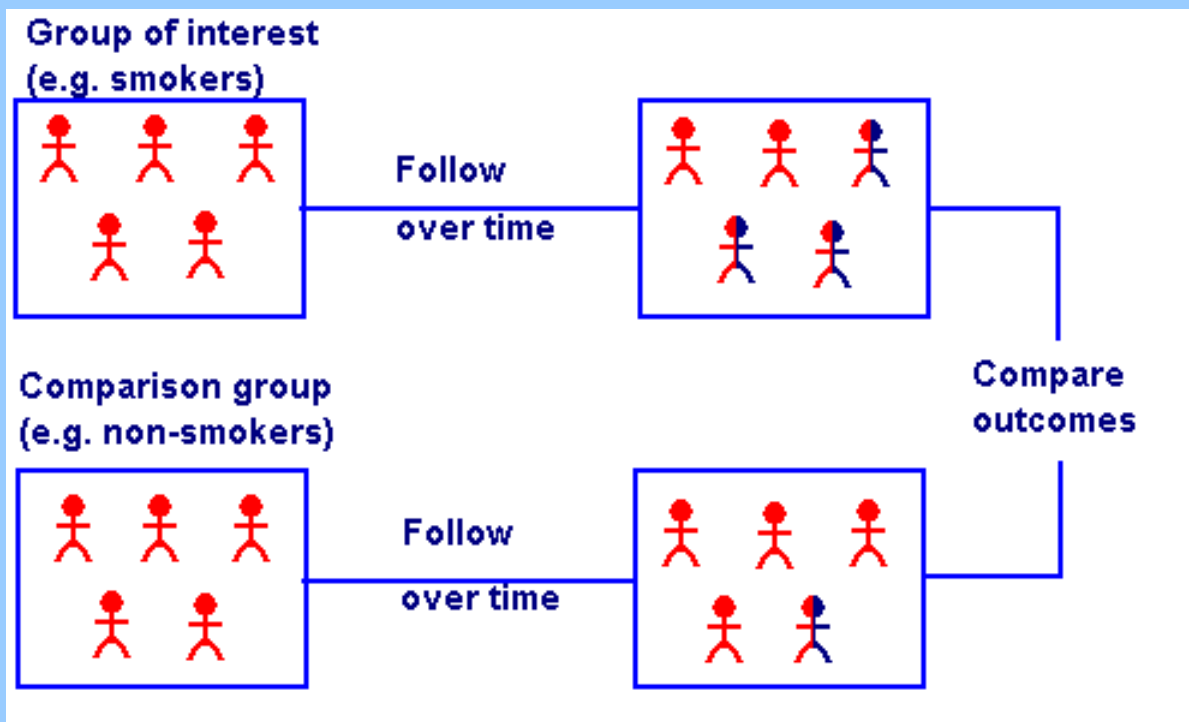 Group of interest
(e.g. smokers)
Follow
over time
Comparison group
(e.g. non-smokers)
Follow
over time
Compare
outcomes